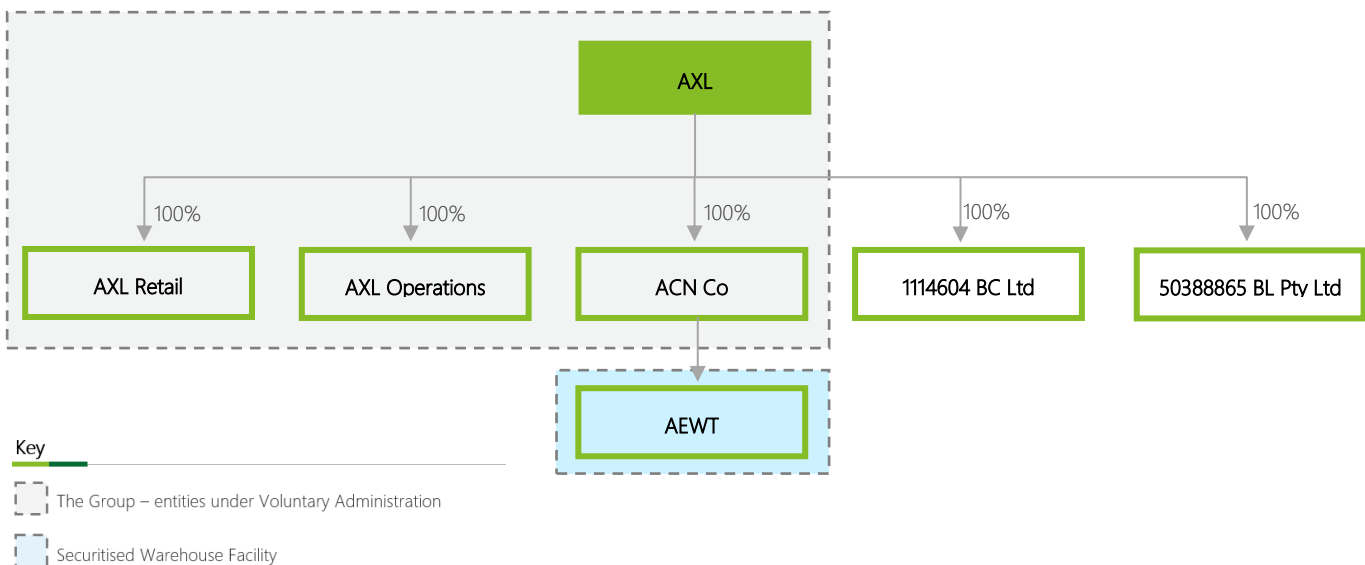 AXL
100%
100%
100%
100%
100%
AXL Retail
AXL Operations
ACN Co
1114604 BC Ltd
50388865 BL Pty Ltd
AEWT
Key
The Group – entities under Voluntary Administration
Securitised Warehouse Facility